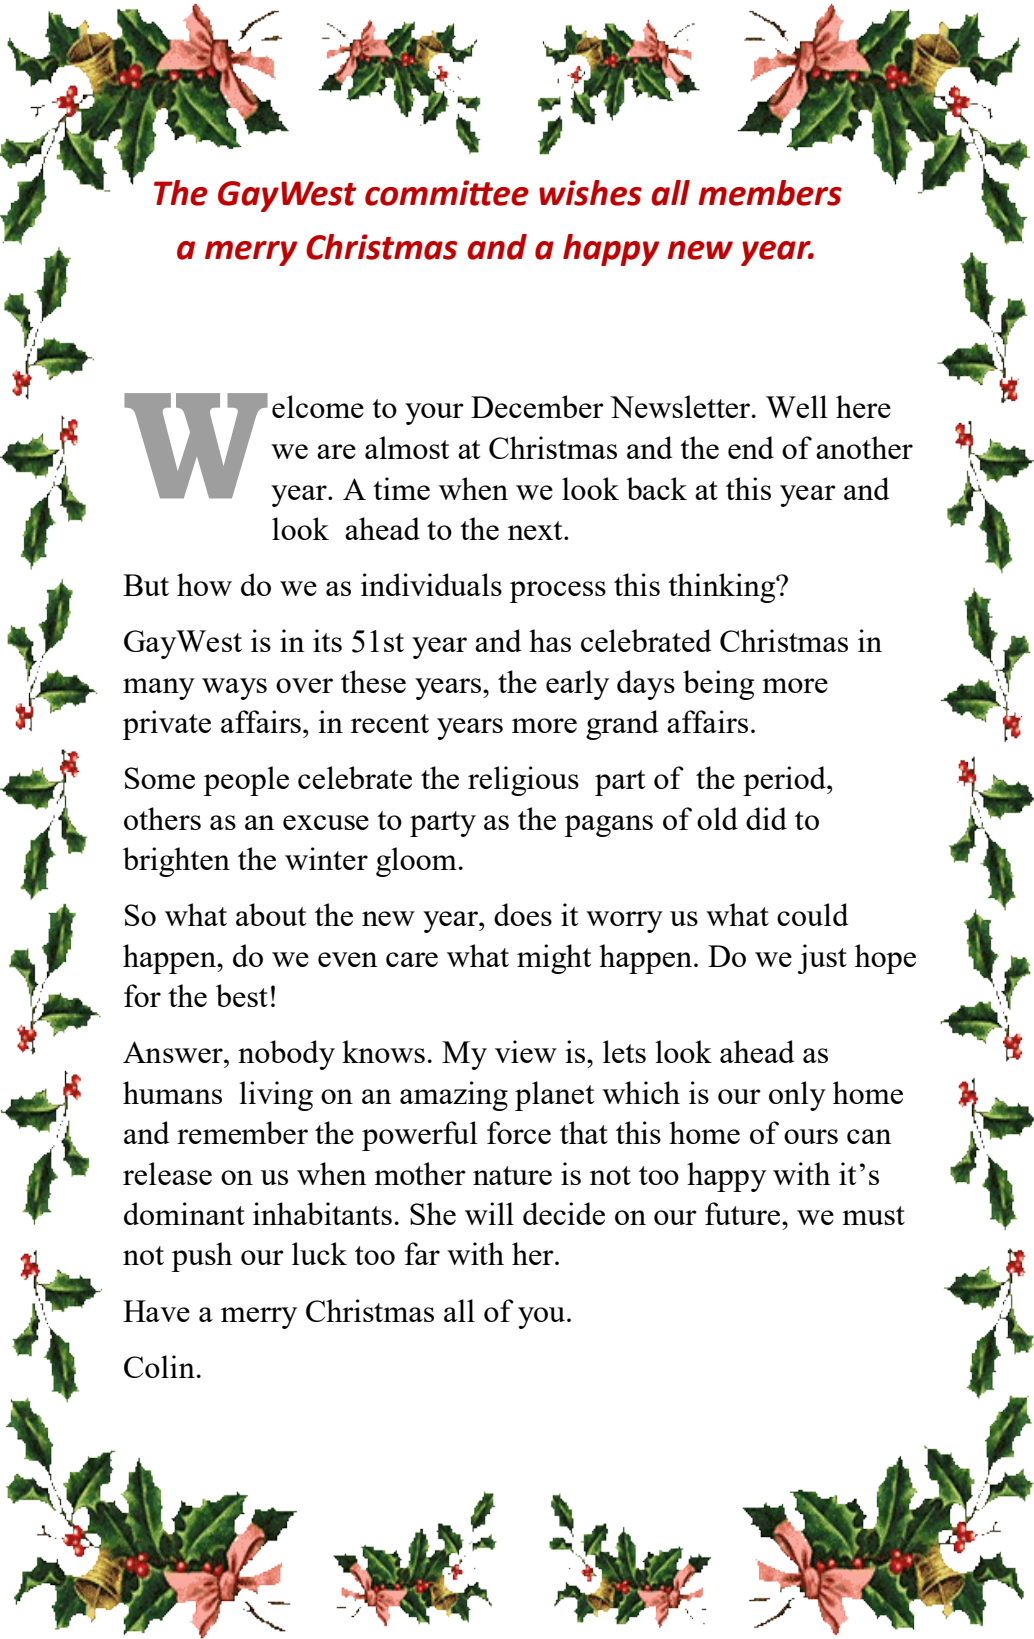 The GayWest committee wishes all members
a merry Christmas and a happy new year.
Welcome to your December Newsletter. Well here
we are almost at Christmas and the end of another
year. A time when we look back at this year and
look  ahead to the next.
But how do we as individuals process this thinking?
GayWest is in its 51st year and has celebrated Christmas in
many ways over these years, the early days being more
private affairs, in recent years more grand affairs.
Some people celebrate the religious  part of  the period,
others as an excuse to party as the pagans of old did to
brighten the winter gloom.
So what about the new year, does it worry us what could
happen, do we even care what might happen. Do we just hope
for the best!
Answer, nobody knows. My view is, lets look ahead as
humans  living on an amazing planet which is our only home
and remember the powerful force that this home of ours can
release on us when mother nature is not too happy with it’s
dominant inhabitants. She will decide on our future, we must
not push our luck too far with her.
Have a merry Christmas all of you.
Colin.